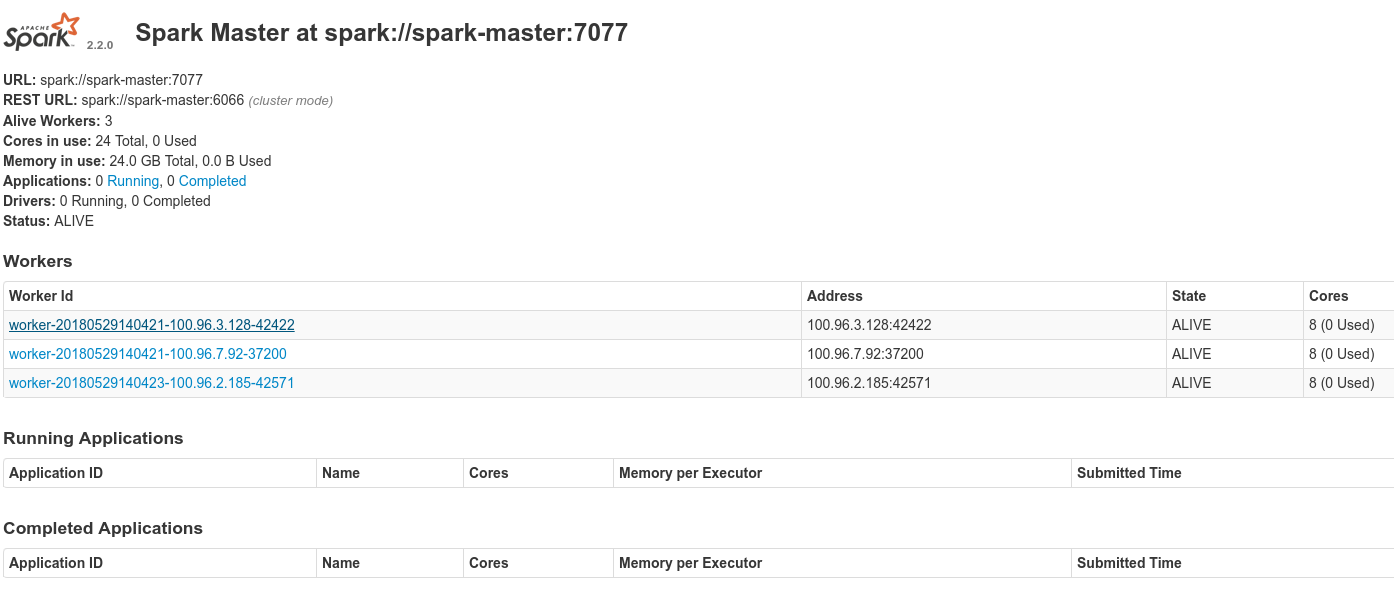 APACHE
Spark 2.2.0 Spark Master at spark://spark-master:7077
URL: spark://spark-master:7077
REST URL: spark://spark-master:6066 (cluster mode)
Alive Workers: 3
Cores in use: 24 Total, 0 Used
Memory in use: 24.0 GB Total, 0.0 B Used
Applications: 0 Running, 0 Completed
Drivers: 0 Running, 0 Completed
Status: ALIVE
Workers
Worker Id Address State Cores
worker-20180529140421-100.96.3.128-42422 100.96.3.128:42422 ALIVE 8 (0 Used)
worker-20180529140421-100.96.7.92-37200 100.96.7.92:37200 ALIVE 8 (0 Used)
worker-20180529140423-100.96.2.185-42571 100.96.2.185:42571 ALIVE 8 (0 Used)
Running Applications
Application ID Name Cores Memory per Executor Submitted Time
Completed Applications
Application ID Name Cores Memory per Executor Submitted Time